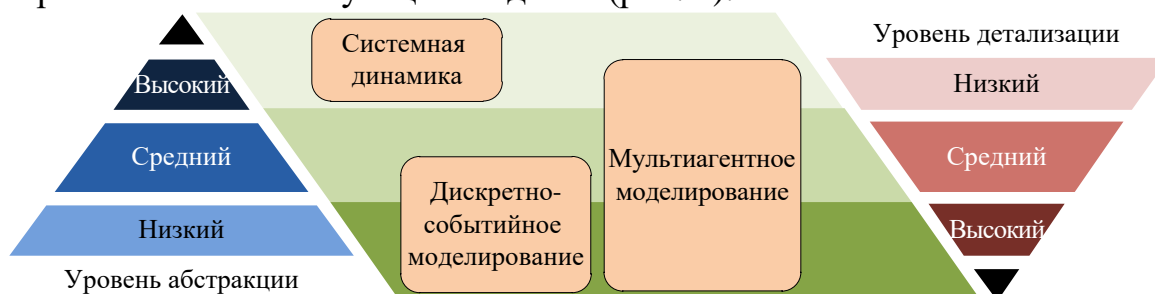 Системная
динамика
Уровень детализации
Высокий
Низкий
Средний
Средний
Мультиагентное
моделирование
Дискретно-
событийное
моделирование
Низкий
Высокий
Уровень абстракции